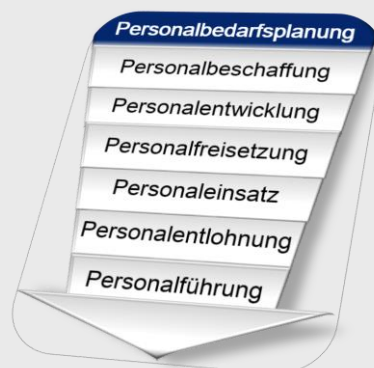 Personalbedarfsplanung
Personalbeschaffung
Personalentwicklung
Personalfreisetzung
Personaleinsatz
Personalentlohnung
Personalführung